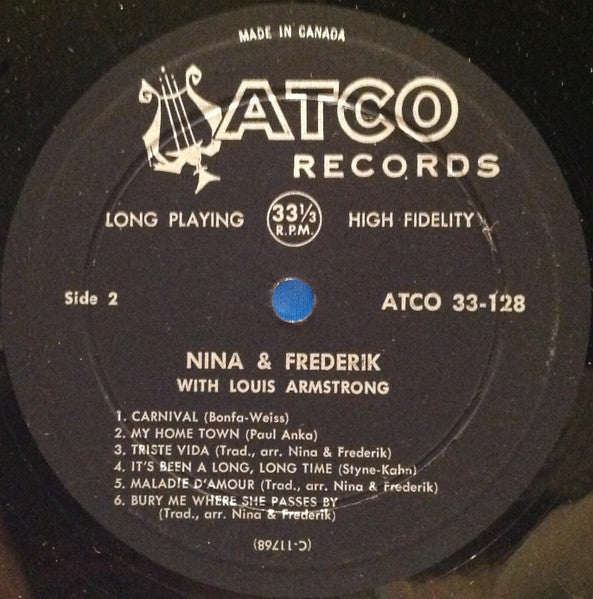 MADE IN CANADA
ATCO
RECORDS
LONG PLAYING 33⅓ R.P.M. HIGH FIDELITY
Side 2 ATCO 33-128
NINA & FREDERIK
WITH LOUIS ARMSTRONG
1. CARNIVAL (Bonfa-Weiss)
2. MY HOME TOWN (Paul Anka)
3. TRISTE VIDA (Trad., arr. Nina & Frederik)
4. IT'S BEEN A LONG, LONG TIME (Styne-Kahn)
5. MALADIE D'AMOUR (Trad., arr. Nina & Frederik)
6. BURY ME WHERE SHE PASSES BY
(Trad., arr. Nina & Frederik)
(C-11768)